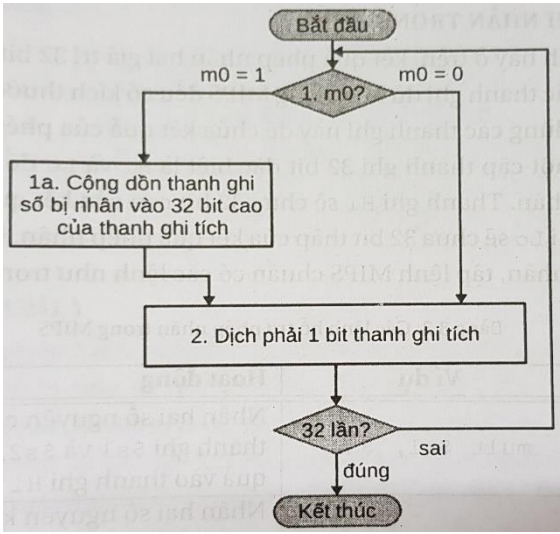 Bắt đầu
m0 = 1
m0 = 0
1. m0?
1a. Cộng dồn thanh ghi
số bị nhân vào 32 bit cao
của thanh ghi tích
2. Dịch phải 1 bit thanh ghi tích
32 lần?
sai
đúng
Kết thúc